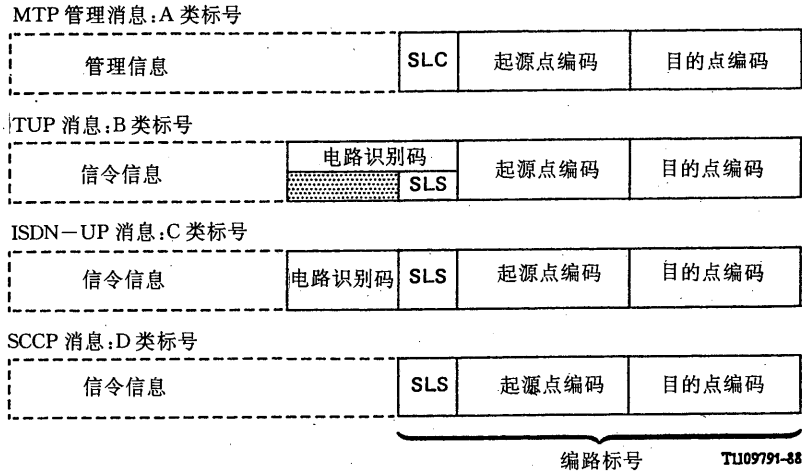 MTP 管理消息:A 类标号
管理信息 SLC 起源点编码 目的点编码
TUP 消息:B 类标号
电路识别码
信令信息 SLS 起源点编码 目的点编码
ISDN-UP 消息:C 类标号
信令信息 电路识别码 SLS 起源点编码 目的点编码
SCCP 消息:D 类标号
信令信息 SLS 起源点编码 目的点编码
编路标号 T1109791-88